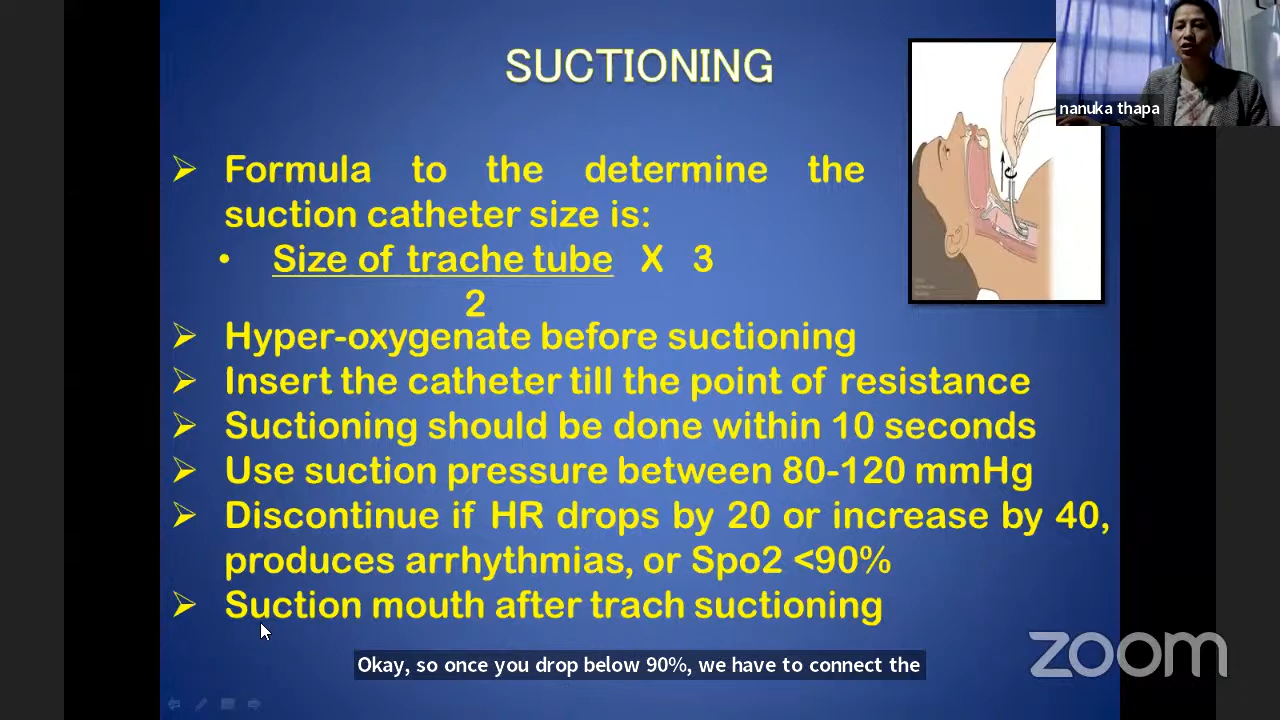 SUCTIONING
nanuka thapa
➢ Formula to the determine the
suction catheter size is:
• Size of trache tube X 3
2
➢ Hyper-oxygenate before suctioning
➢ Insert the catheter till the point of resistance
➢ Suctioning should be done within 10 seconds
➢ Use suction pressure between 80-120 mmHg
➢ Discontinue if HR drops by 20 or increase by 40,
produces arrhythmias, or Spo2 <90%
➢ Suction mouth after trach suctioning
Okay, so once you drop below 90%, we have to connect the
zoom